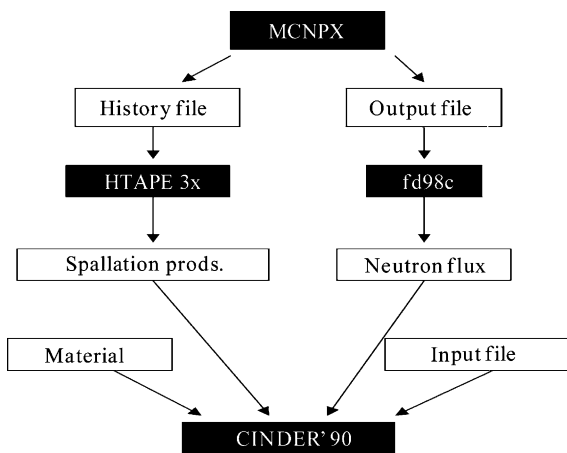 MCNPX
History file
Output file
HTAPE 3x
fd98c
Spallation prods.
Neutron flux
Material
Input file
CINDER’90